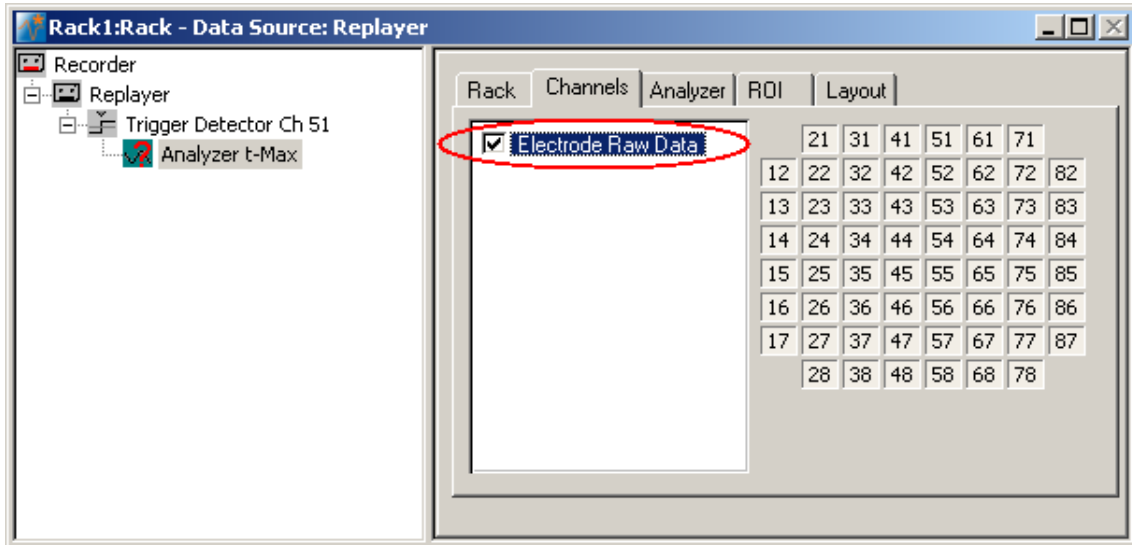 Rack1:Rack - Data Source: Replayer
Recorder
Replayer
Trigger Detector Ch 51
Analyzer t-Max
Rack Channels Analyzer ROI Layout
Electrode Raw Data
21 31 41 51 61 71
12 22 32 42 52 62 72 82
13 23 33 43 53 63 73 83
14 24 34 44 54 64 74 84
15 25 35 45 55 65 75 85
16 26 36 46 56 66 76 86
17 27 37 47 57 67 77 87
28 38 48 58 68 78